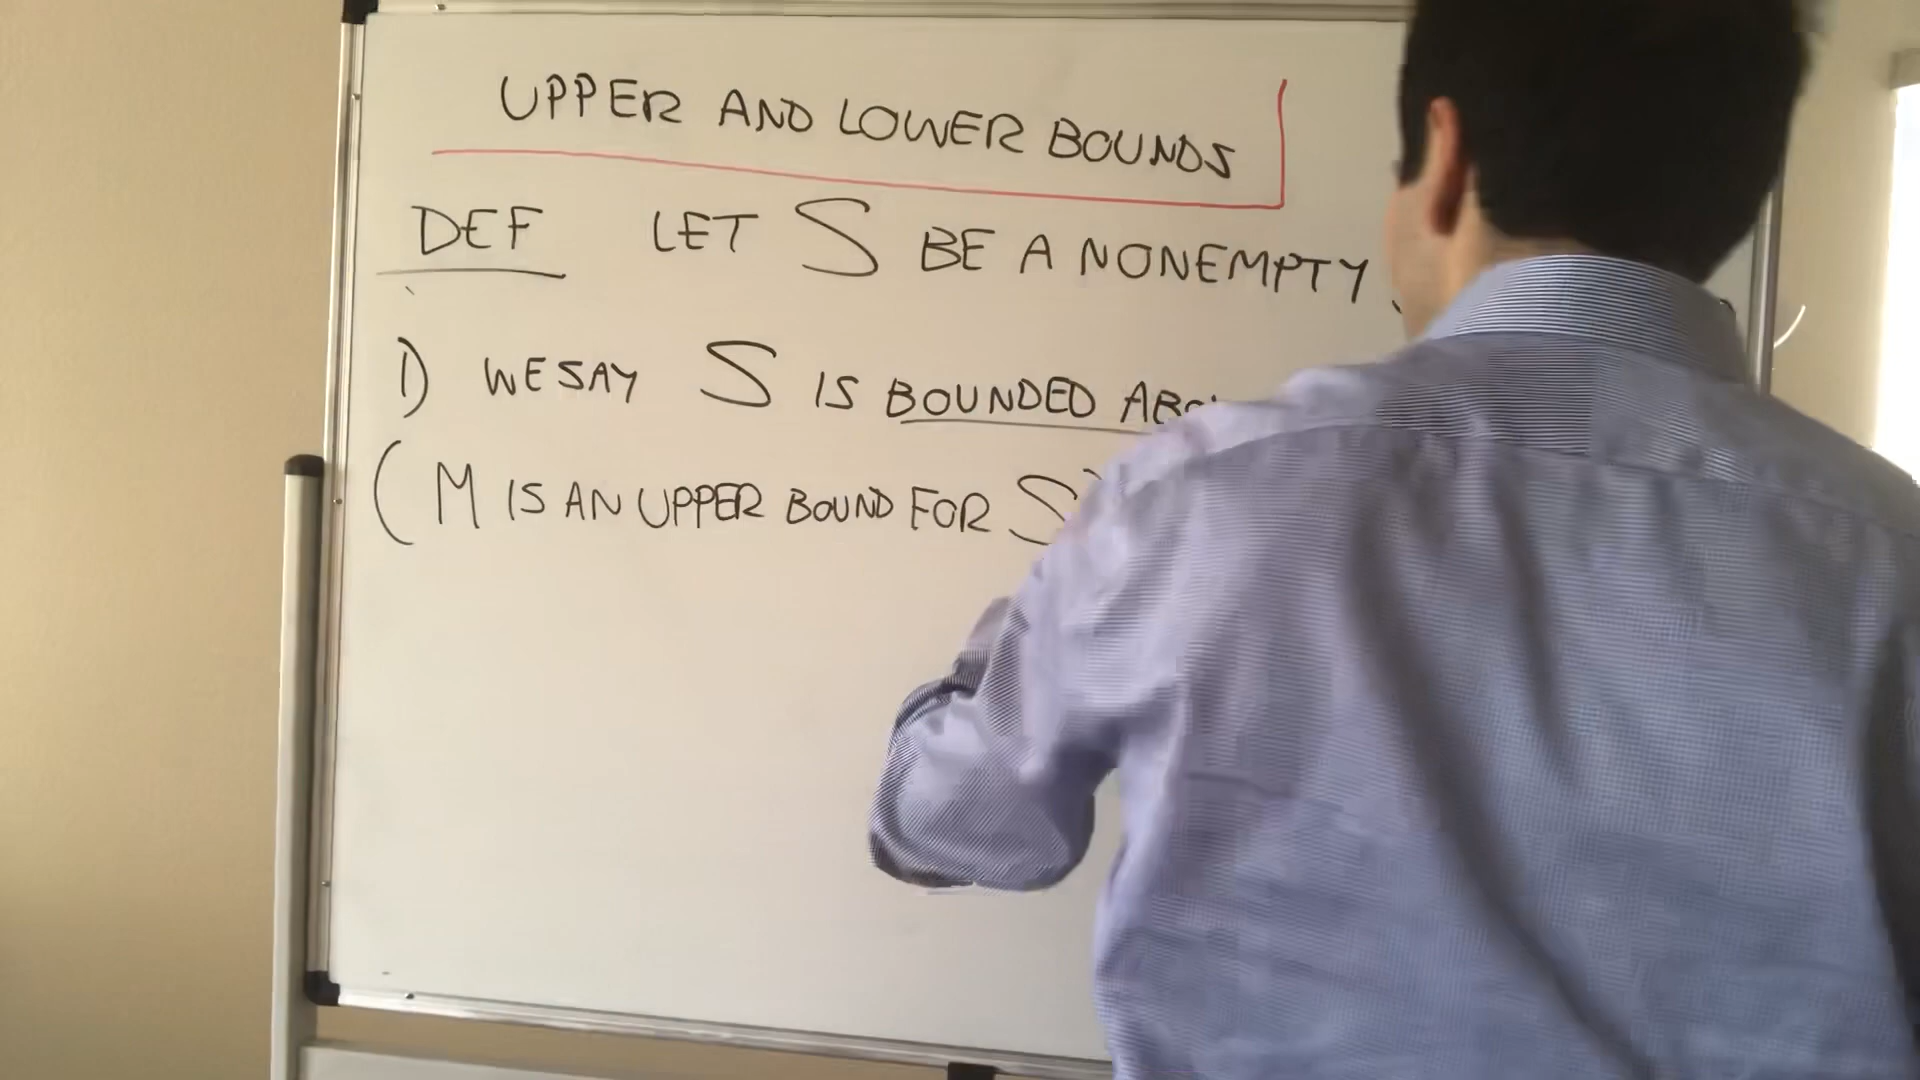 UPPER AND LOWER BOUNDS
DEF LET S BE A NONEMPTY
1) WE SAY S IS BOUNDED
(M IS AN UPPER BOUND FOR S)